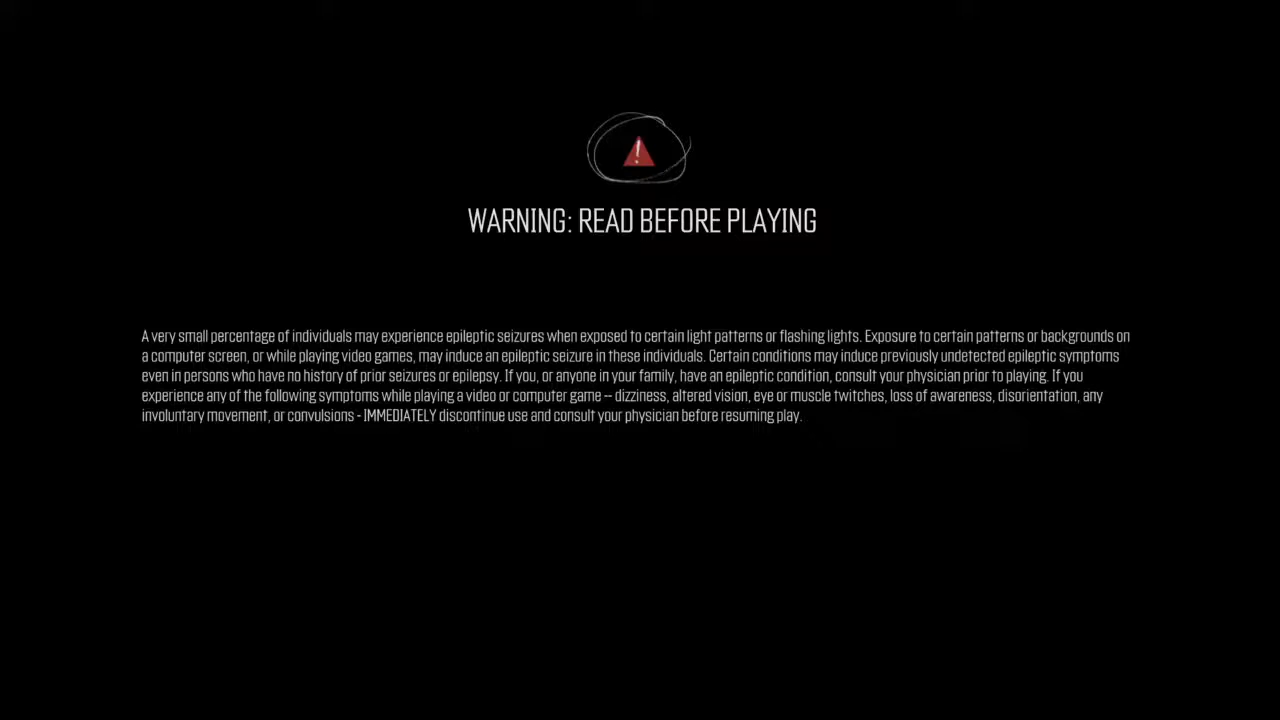 WARNING: READ BEFORE PLAYING
A very small percentage of individuals may experience epileptic seizures when exposed to certain light patterns or flashing lights. Exposure to certain patterns or backgrounds on
a computer screen, or while playing video games, may induce an epileptic seizure in these individuals. Certain conditions may induce previously undetected epileptic symptoms
even in persons who have no history of prior seizures or epilepsy. If you, or anyone in your family, have an epileptic condition, consult your physician prior to playing. If you
experience any of the following symptoms while playing a video or computer game -- dizziness, altered vision, eye or muscle twitches, loss of awareness, disorientation, any
involuntary movement, or convulsions - IMMEDIATELY discontinue use and consult your physician before resuming play.